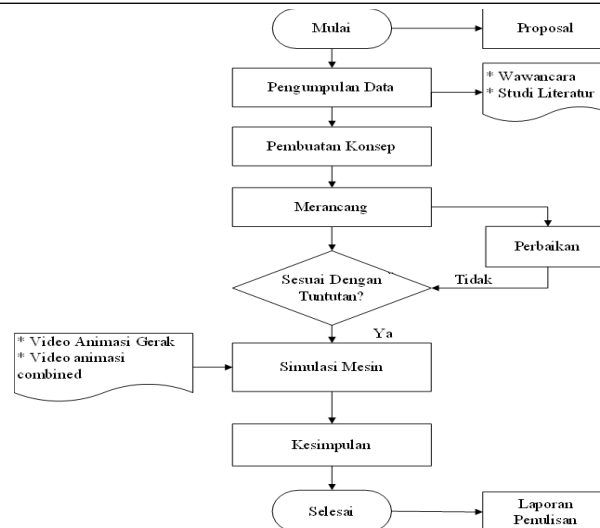 Mulai
Proposal
Pengumpulan Data
* Wawancara
* Studi Literatur
Pembuatan Konsep
Merancang
Perbaikan
Sesuai Dengan
Tuntutan?
Tidak
Ya
* Video Animasi Gerak
* Video animasi
combined
Simulasi Mesin
Kesimpulan
Selesai
Laporan
Penulisan